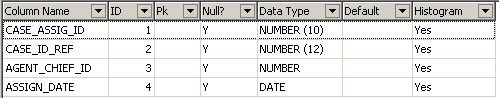 Column Name ID Pk Null? Data Type Default Histogram
CASE_ASSIG_ID 1 Y NUMBER (10) Yes
CASE_ID_REF 2 Y NUMBER (12) Yes
AGENT_CHIEF_ID 3 Y NUMBER Yes
ASSIGN_DATE 4 Y DATE Yes